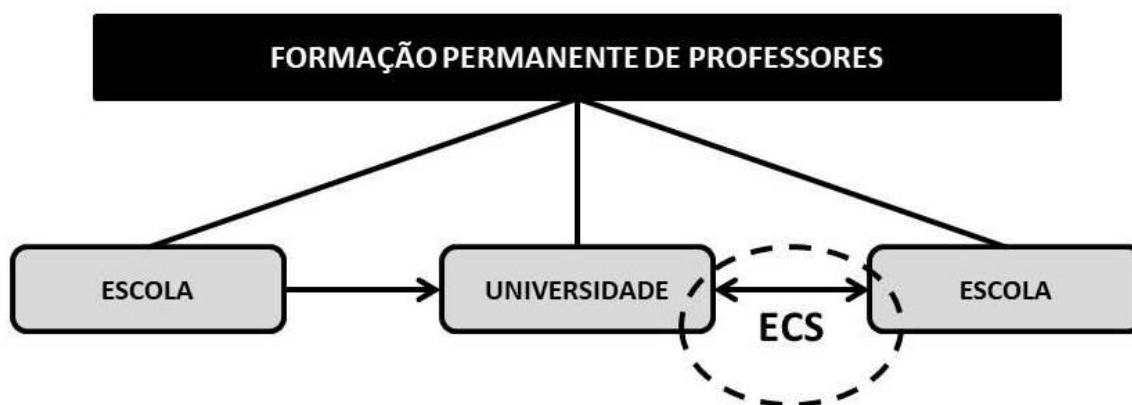 FORMAÇÃO PERMANENTE DE PROFESSORES
ESCOLA
UNIVERSIDADE
ECS
ESCOLA